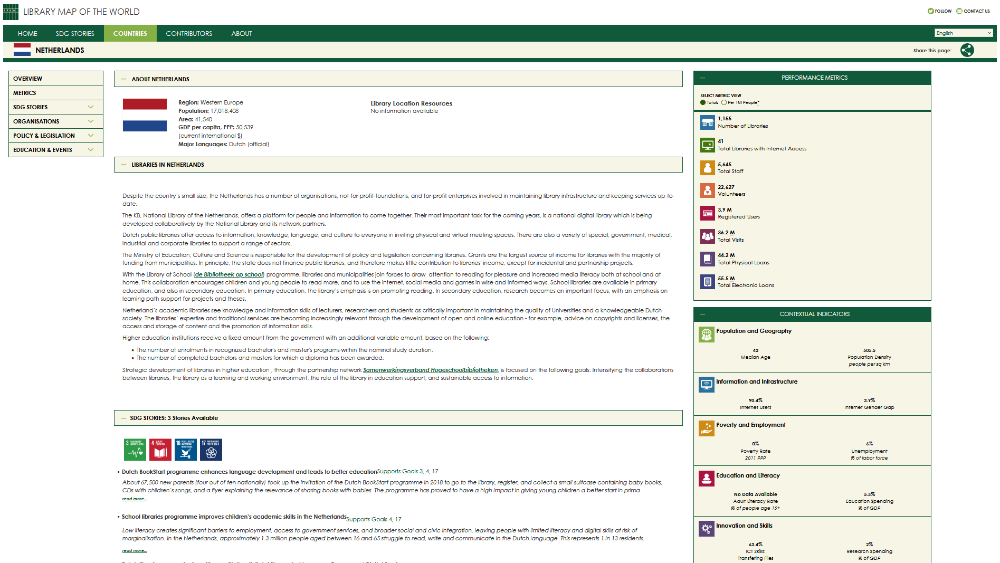 IFLA
LIBRARY MAP OF THE WORLD
FOLLOW
CONTACT US
HOME
SDG STORIES
COUNTRIES
CONTRIBUTORS
ABOUT
English
NETHERLANDS
Share this page:
OVERVIEW
METRICS
SDG STORIES
ORGANISATIONS
POLICY & LEGISLATION
EDUCATION & EVENTS
ABOUT NETHERLANDS
Region: Western Europe
Population: 17,018,408
Area: 41,540
GDP per capita, PPP: 50,539
(current international $)
Major Languages: Dutch (official)
Library Location Resources
No information available
LIBRARIES IN NETHERLANDS
Despite the country's small size, the Netherlands has a number of organisations, not-for-profit-foundations, and for-profit enterprises involved in maintaining library infrastructure and keeping services up-to-
date.
The KB, National Library of the Netherlands, offers a platform for people and information to come together. Their most important task for the coming years, is a national digital library which is being
developed collaboratively by the National Library and its network partners.
Dutch public libraries offer access to information, knowledge, language, and culture to everyone in inviting physical and virtual meeting spaces. There are also a variety of special, government, medical,
industrial and corporate libraries to support a range of sectors.
The Ministry of Education, Culture and Science is responsible for the development of policy and legislation concerning libraries. Grants are the largest source of income for libraries with the majority of
funding from municipalities. In principle, the state does not finance public libraries, and therefore makes little contribution to libraries' income, except for incidental and partnership projects.
With the Library at School (de Bibliotheek op school) programme, libraries and municipalities join forces to draw attention to reading for pleasure and increased media literacy both at school and at
home. This collaboration encourages children and young people to read more, and to use the internet, social media and games in wise and informed ways. School libraries are available in primary
education, and also in secondary education. In primary education, the library's emphasis is on promoting reading. In secondary education, research becomes an important focus, with an emphasis on
learning path support for projects and theses.
Netherland's academic libraries see knowledge and information skills of lecturers, researchers and students as critically important in maintaining the quality of Universities and a knowledgeable Dutch
society. The libraries' expertise and traditional services are becoming increasingly relevant through the development of open and online education - for example, advice on copyrights and licenses, the
access and storage of content and the promotion of information skills.
Higher education institutions receive a fixed amount from the government with an additional variable amount, based on the following:
• The number of enrolments in recognized bachelor's and master's programs within the nominal study duration.
• The number of completed bachelors and masters for which a diploma has been awarded.
Strategic development of libraries in higher education , through the partnership network Samenwerkingsverband Hogeschoolbibliotheken, is focused on the following goals: Intensifying the collaborations
between libraries; the library as a learning and working environment; the role of the library in education support; and sustainable access to information.
SDG STORIES: 3 Stories Available
3 GOOD HEALTH AND WELL-BEING
4 QUALITY EDUCATION
16 PEACE, JUSTICE AND STRONG INSTITUTIONS
17 PARTNERSHIPS FOR THE GOALS
• Dutch BookStart programme enhances language development and leads to better educationSupports Goals 3, 4, 17
About 67,500 new parents (four out of ten nationally) took up the invitation of the Dutch BookStart programme in 2018 to go to the library, register, and collect a small suitcase containing baby books,
CDs with children's songs, and a flyer explaining the relevance of sharing books with babies. The programme has proved to have a high impact in giving young children a better start in prima
read more...
• School libraries programme improves children's academic skills in the NetherlandsSupports Goals 4, 17
Low literacy creates significant barriers to employment, access to government services, and broader social and civic integration, leaving people with limited literacy and digital skills at risk of
marginalisation. In the Netherlands, approximately 1.3 million people aged between 16 and 65 struggle to read, write and communicate in the Dutch language. This represents 1 in 13 residents.
read more...
PERFORMANCE METRICS
SELECT METRIC VIEW
Totals Per 1M People*
1,155
Number of Libraries
41
Total Libraries with Internet Access
5,645
Total Staff
22,627
Volunteers
3.9 M
Registered Users
36.2 M
Total Visits
44.2 M
Total Physical Loans
55.5 M
Total Electronic Loans
CONTEXTUAL INDICATORS
Population and Geography
43
Median Age
505.5
Population Density
people per sq km
Information and Infrastructure
90.4%
Internet Users
3.9%
Internet Gender Gap
Poverty and Employment
0%
Poverty Rate
2011 PPP
6%
Unemployment
% of labor force
Education and Literacy
No Data Available
Adult Literacy Rate
% of people age 15+
5.5%
Education Spending
% of GDP
Innovation and Skills
63.4%
ICT Skills:
Transfering Files
2%
Research Spending
% of GDP